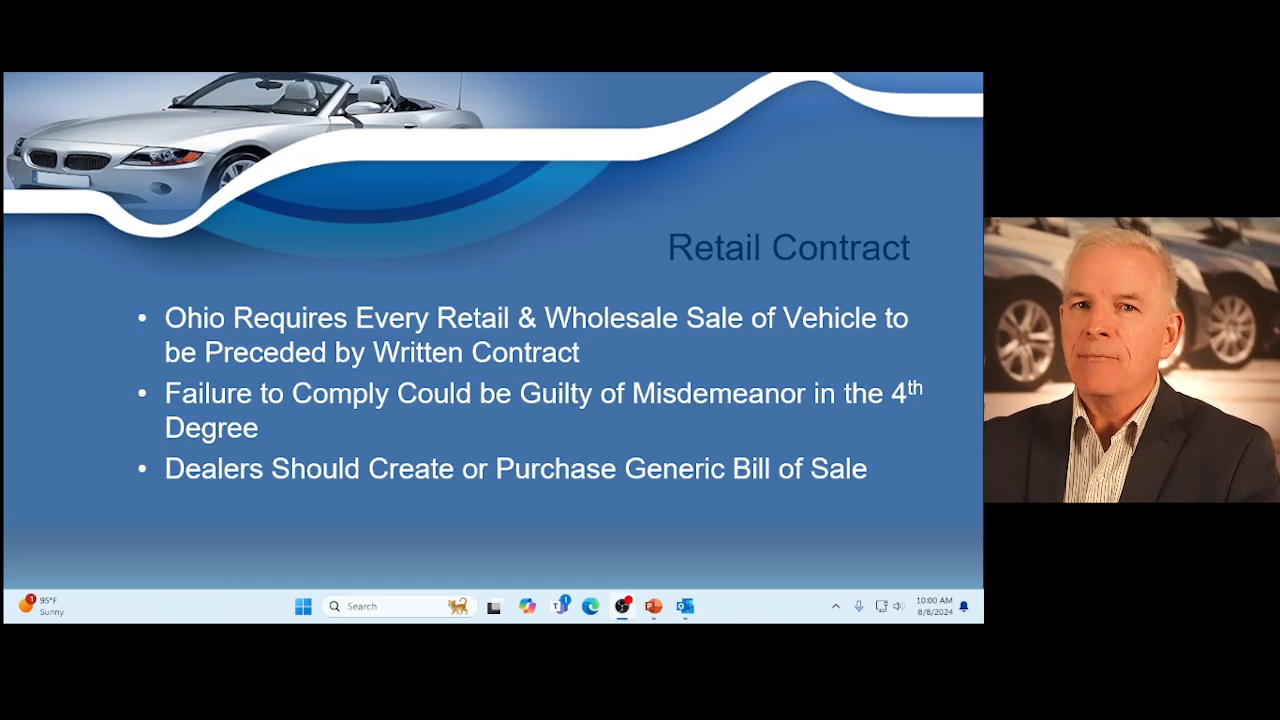 Retail Contract
• Ohio Requires Every Retail & Wholesale Sale of Vehicle to
be Preceded by Written Contract
• Failure to Comply Could be Guilty of Misdemeanor in the 4th
Degree
• Dealers Should Create or Purchase Generic Bill of Sale
1
95°F
Sunny
Search
1
10:00 AM
8/8/2024